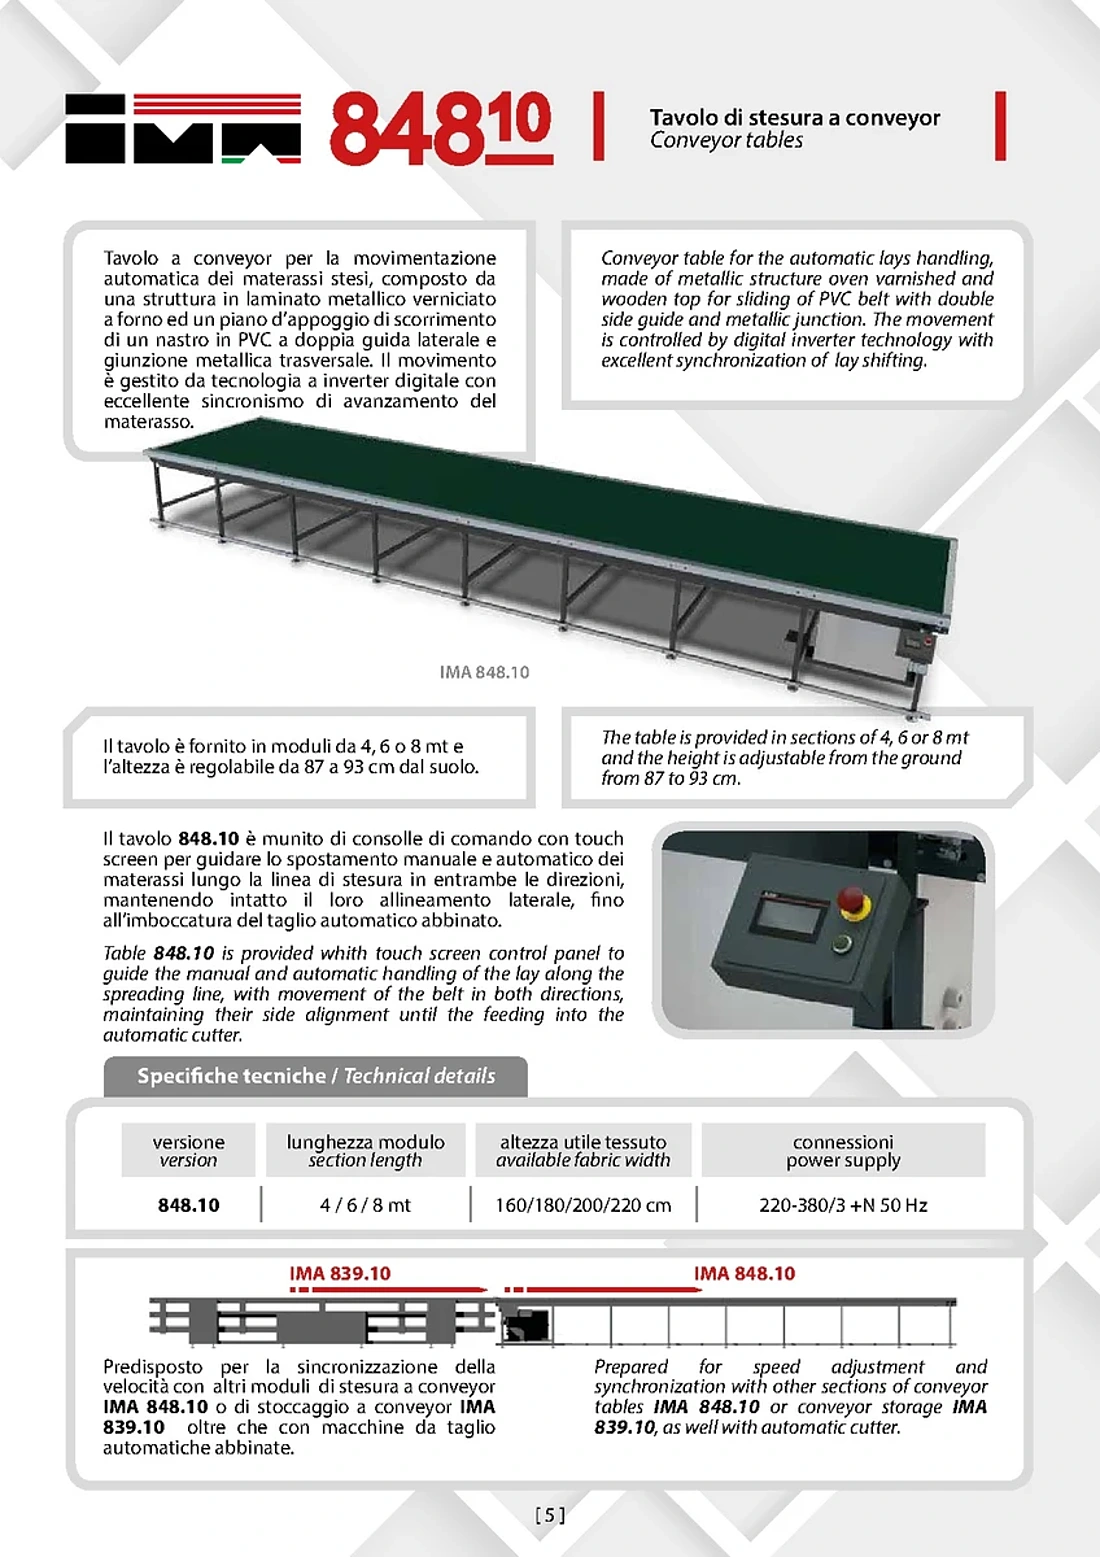 IMA 84810
Tavolo di stesura a conveyor
Conveyor tables
Tavolo a conveyor per la movimentazione
automatica dei materassi stesi, composto da
una struttura in laminato metallico verniciato
a forno ed un piano d'appoggio di scorrimento
di un nastro in PVC a doppia guida laterale e
giunzione metallica trasversale. Il movimento
è gestito da tecnologia a inverter digitale con
eccellente sincronismo di avanzamento del
materasso.
Conveyor table for the automatic lays handling,
made of metallic structure oven varnished and
wooden top for sliding of PVC belt with double
side guide and metallic junction. The movement
is controlled by digital inverter technology with
excellent synchronization of lay shifting.
IMA 848.10
Il tavolo è fornito in moduli da 4, 6 o 8 mt e
l'altezza è regolabile da 87 a 93 cm dal suolo.
The table is provided in sections of 4, 6 or 8 mt
and the height is adjustable from the ground
from 87 to 93 cm.
Il tavolo 848.10 è munito di consolle di comando con touch
screen per guidare lo spostamento manuale e automatico dei
materassi lungo la linea di stesura in entrambe le direzioni,
mantenendo intatto il loro allineamento laterale, fino
all'imboccatura del taglio automatico abbinato.
Table 848.10 is provided whith touch screen control panel to
guide the manual and automatic handling of the lay along the
spreading line, with movement of the belt in both directions,
maintaining their side alignment until the feeding into the
automatic cutter.
Specifiche tecniche / Technical details
versione lunghezza modulo altezza utile tessuto connessioni
version section length available fabric width power supply
848.10 4 / 6 / 8 mt 160/180/200/220 cm 220-380/3 +N 50 Hz
IMA 839.10 IMA 848.10
Predisposto per la sincronizzazione della
velocità con altri moduli di stesura a conveyor
IMA 848.10 o di stoccaggio a conveyor IMA
839.10 oltre che con macchine da taglio
automatiche abbinate.
Prepared for speed adjustment and
synchronization with other sections of conveyor
tables IMA 848.10 or conveyor storage IMA
839.10, as well with automatic cutter.
[ 5 ]